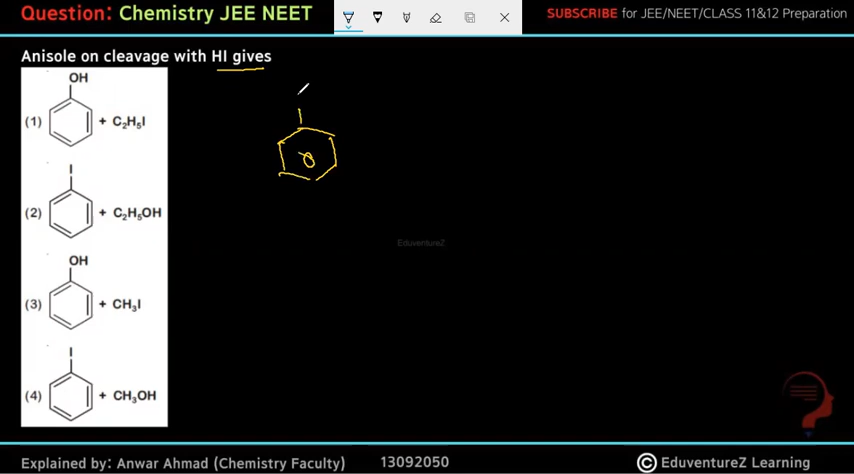 Question: Chemistry JEE NEET
SUBSCRIBE for JEE/NEET/CLASS 11&12 Preparation
Anisole on cleavage with HI gives
OH
(1) + C₂H₅I
I
(2) + C₂H₅OH
OH
(3) + CH₃I
I
(4) + CH₃OH
EduventureZ
Explained by: Anwar Ahmad (Chemistry Faculty) 13092050 © EduventureZ Learning